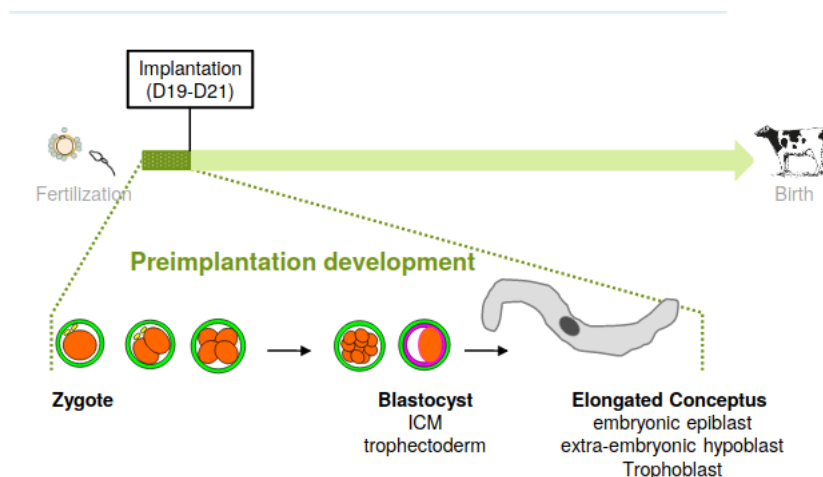 Implantation
(D19-D21)
Fertilization
Birth
Preimplantation development
Zygote
Blastocyst
ICM
trophectoderm
Elongated Conceptus
embryonic epiblast
extra-embryonic hypoblast
Trophoblast